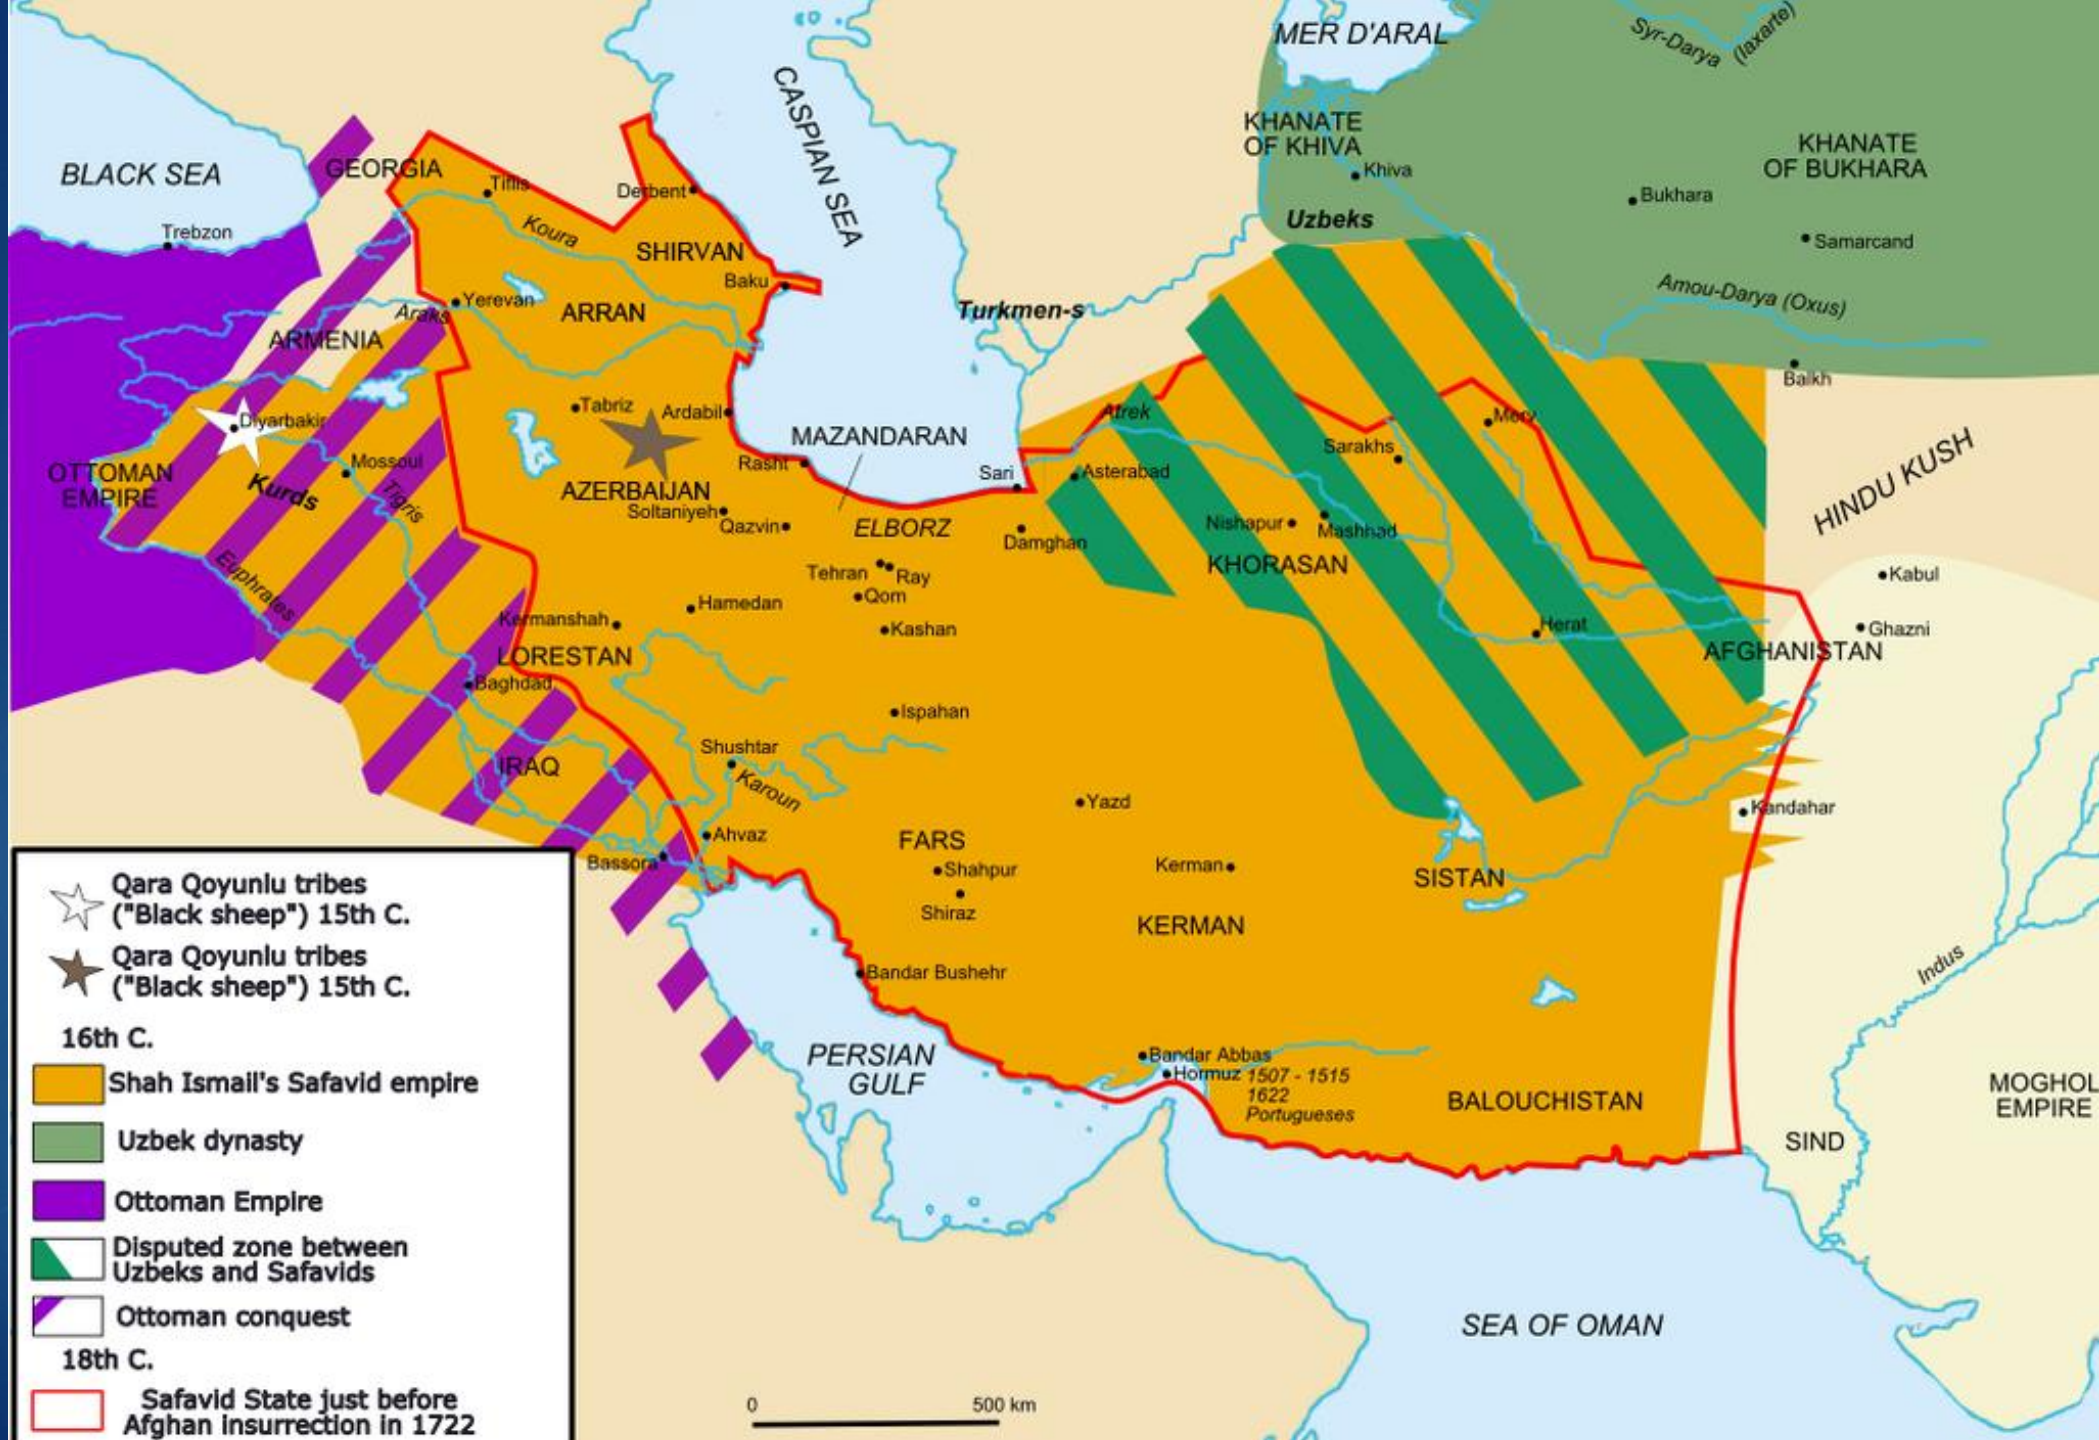 MER D'ARAL
Syr-Darya
(Iaxarte)
CASPIAN SEA
KHANATE
OF KHIVA
Khiva
KHANATE
OF BUKHARA
Bukhara
Samarcand
Uzbeks
Amou-Darya (Oxus)
Balkh
BLACK SEA
GEORGIA
Tiflis
Derbent
Trebzon
Koura
SHIRVAN
Baku
Turkmen-s
Yerevan
ARRAN
Araks
ARMENIA
Diyarbakir
Tabriz
Ardabil
MAZANDARAN
Atrek
Merv
Sarakhs
OTTOMAN
EMPIRE
Kurds
Mossoul
Tigris
Rasht
Sari
Asterabad
HINDU KUSH
AZERBAIJAN
Soltaniyeh
Qazvin
ELBORZ
Damghan
Nishapur
Mashhad
KHORASAN
Euphrates
Tehran
Ray
Qom
Kabul
Hamedan
Kermanshah
Kashan
Herat
Ghazni
LORESTAN
AFGHANISTAN
Baghdad
Ispahan
IRAQ
Shushtar
Karoun
Yazd
Kandahar
Ahvaz
FARS
Bassora
Shahpur
Kerman
SISTAN
Shiraz
KERMAN
Bandar Bushehr
Indus
PERSIAN
GULF
Bandar Abbas
Hormuz
1507 - 1515
1622
Portugueses
BALOUCHISTAN
MOGHOL
EMPIRE
SIND
SEA OF OMAN
0
500 km
Qara Qoyunlu tribes
("Black sheep") 15th C.
Qara Qoyunlu tribes
("Black sheep") 15th C.
16th C.
Shah Ismail's Safavid empire
Uzbek dynasty
Ottoman Empire
Disputed zone between
Uzbeks and Safavids
Ottoman conquest
18th C.
Safavid State just before
Afghan insurrection in 1722